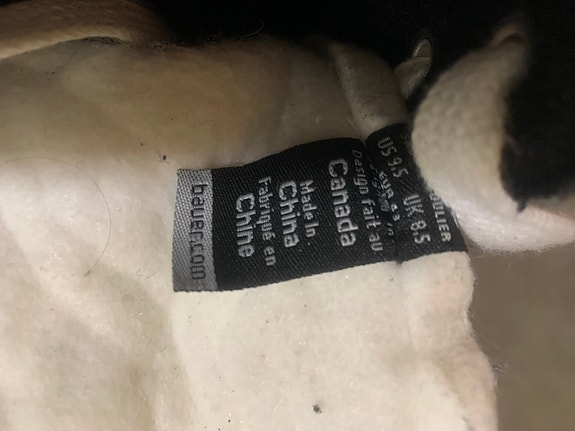 US 9.5 UK 8.5
Design fait au
Canada
Made In:
China
Fabriqué en
Chine
bauer.com